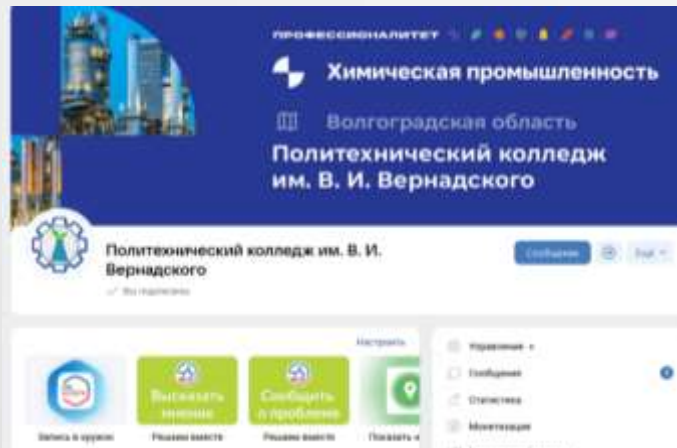 ПРОФЕССИОНАЛИТЕТ
Химическая промышленность
Волгоградская область
Политехнический колледж
им. В. И. Вернадского
Политехнический колледж им. В. И.
Вернадского
Вы подписаны
Сообщение
Ещё
Настроить
Высказать
мнение
Сообщить
о проблеме
Запись в кружок
Решаем вместе
Решаем вместе
Показать
Управление
Сообщения
Статистика
Монетизация